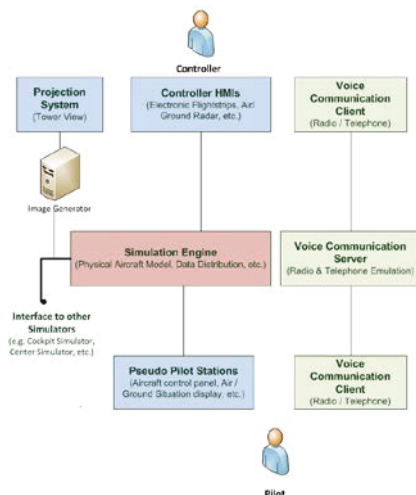 Controller
Projection
System
(Tower View)
Controller HMIs
(Electronic Flightstrips, Air/
Ground Radar, etc.)
Voice
Communication
Client
(Radio / Telephone)
Image Generator
Simulation Engine
(Physical Aircraft Model, Data Distribution, etc.)
Voice Communication
Server
(Radio & Telephone Emulation)
Interface to other
Simulators
(e.g. Cockpit Simulator,
Center Simulator, etc.)
Pseudo Pilot Stations
(Aircraft control panel, Air /
Ground Situation display, etc.)
Voice
Communication
Client
(Radio / Telephone)
Pilot